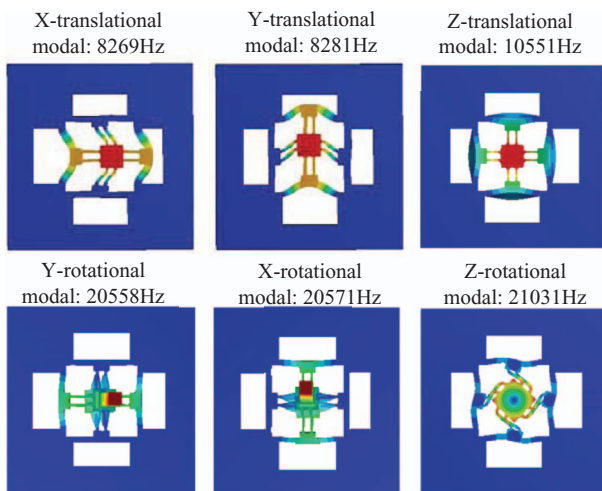 X-translational
modal: 8269Hz
Y-translational
modal: 8281Hz
Z-translational
modal: 10551Hz
Y-rotational
modal: 20558Hz
X-rotational
modal: 20571Hz
Z-rotational
modal: 21031Hz